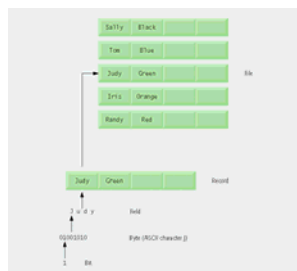 Sally Black
Tom Blue
Judy Green File
Iris Orange
Randy Red
Judy Green Record
J u d y Field
01001010 Byte (ASCII character J)
1 Bit